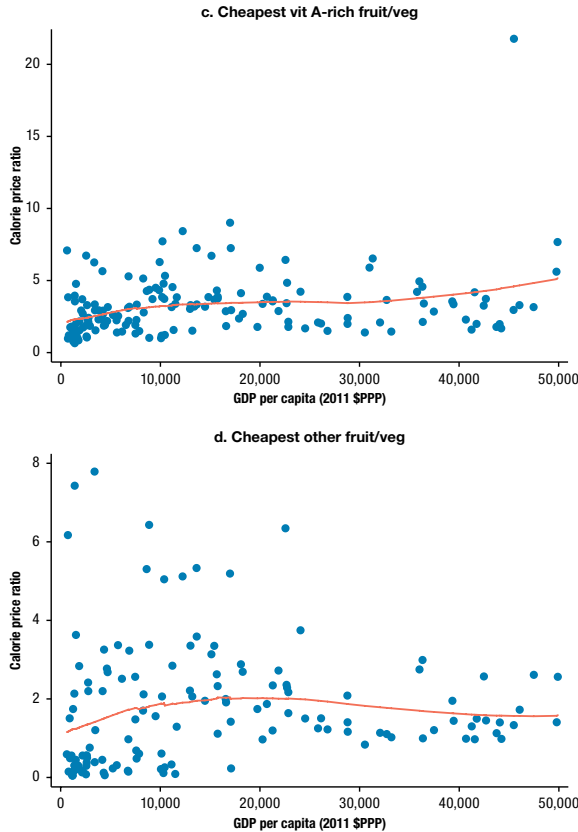 c. Cheapest vit A-rich fruit/veg
Calorie price ratio
20
15
10
5
0
0 10,000 20,000 30,000 40,000 50,000
GDP per capita (2011 $PPP)
d. Cheapest other fruit/veg
Calorie price ratio
8
6
4
2
0
0 10,000 20,000 30,000 40,000 50,000
GDP per capita (2011 $PPP)